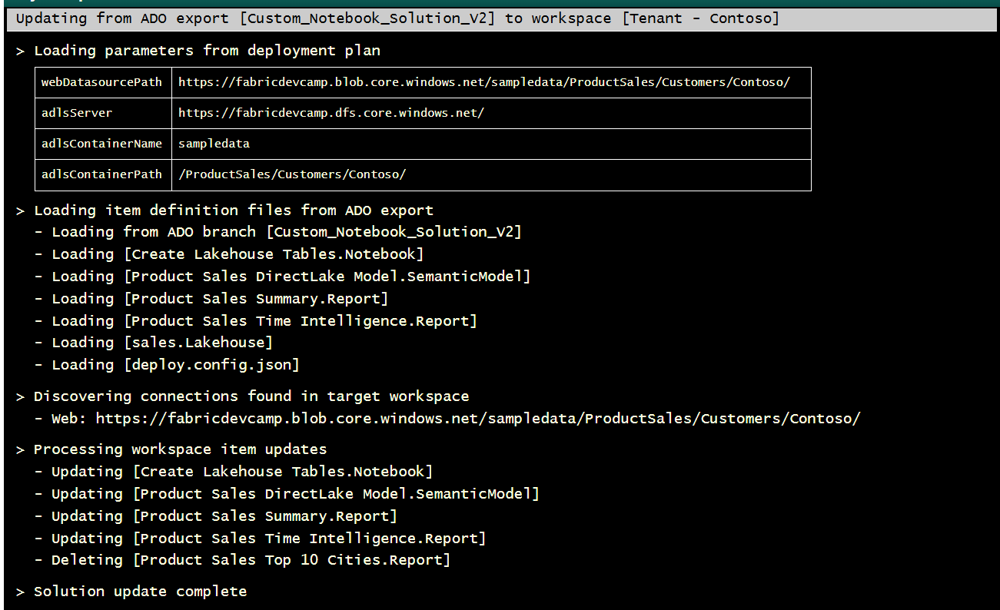 Updating from ADO export [Custom_Notebook_Solution_V2] to workspace [Tenant - Contoso]
> Loading parameters from deployment plan
webDatasourcePath https://fabricdevcamp.blob.core.windows.net/sampledata/ProductSales/Customers/Contoso/
adlsServer https://fabricdevcamp.dfs.core.windows.net/
adlsContainerName sampledata
adlsContainerPath /ProductSales/Customers/Contoso/
> Loading item definition files from ADO export
- Loading from ADO branch [Custom_Notebook_Solution_V2]
- Loading [Create Lakehouse Tables.Notebook]
- Loading [Product Sales DirectLake Model.SemanticModel]
- Loading [Product Sales Summary.Report]
- Loading [Product Sales Time Intelligence.Report]
- Loading [sales.Lakehouse]
- Loading [deploy.config.json]
> Discovering connections found in target workspace
- Web: https://fabricdevcamp.blob.core.windows.net/sampledata/ProductSales/Customers/Contoso/
> Processing workspace item updates
- Updating [Create Lakehouse Tables.Notebook]
- Updating [Product Sales DirectLake Model.SemanticModel]
- Updating [Product Sales Summary.Report]
- Updating [Product Sales Time Intelligence.Report]
- Deleting [Product Sales Top 10 Cities.Report]
> Solution update complete